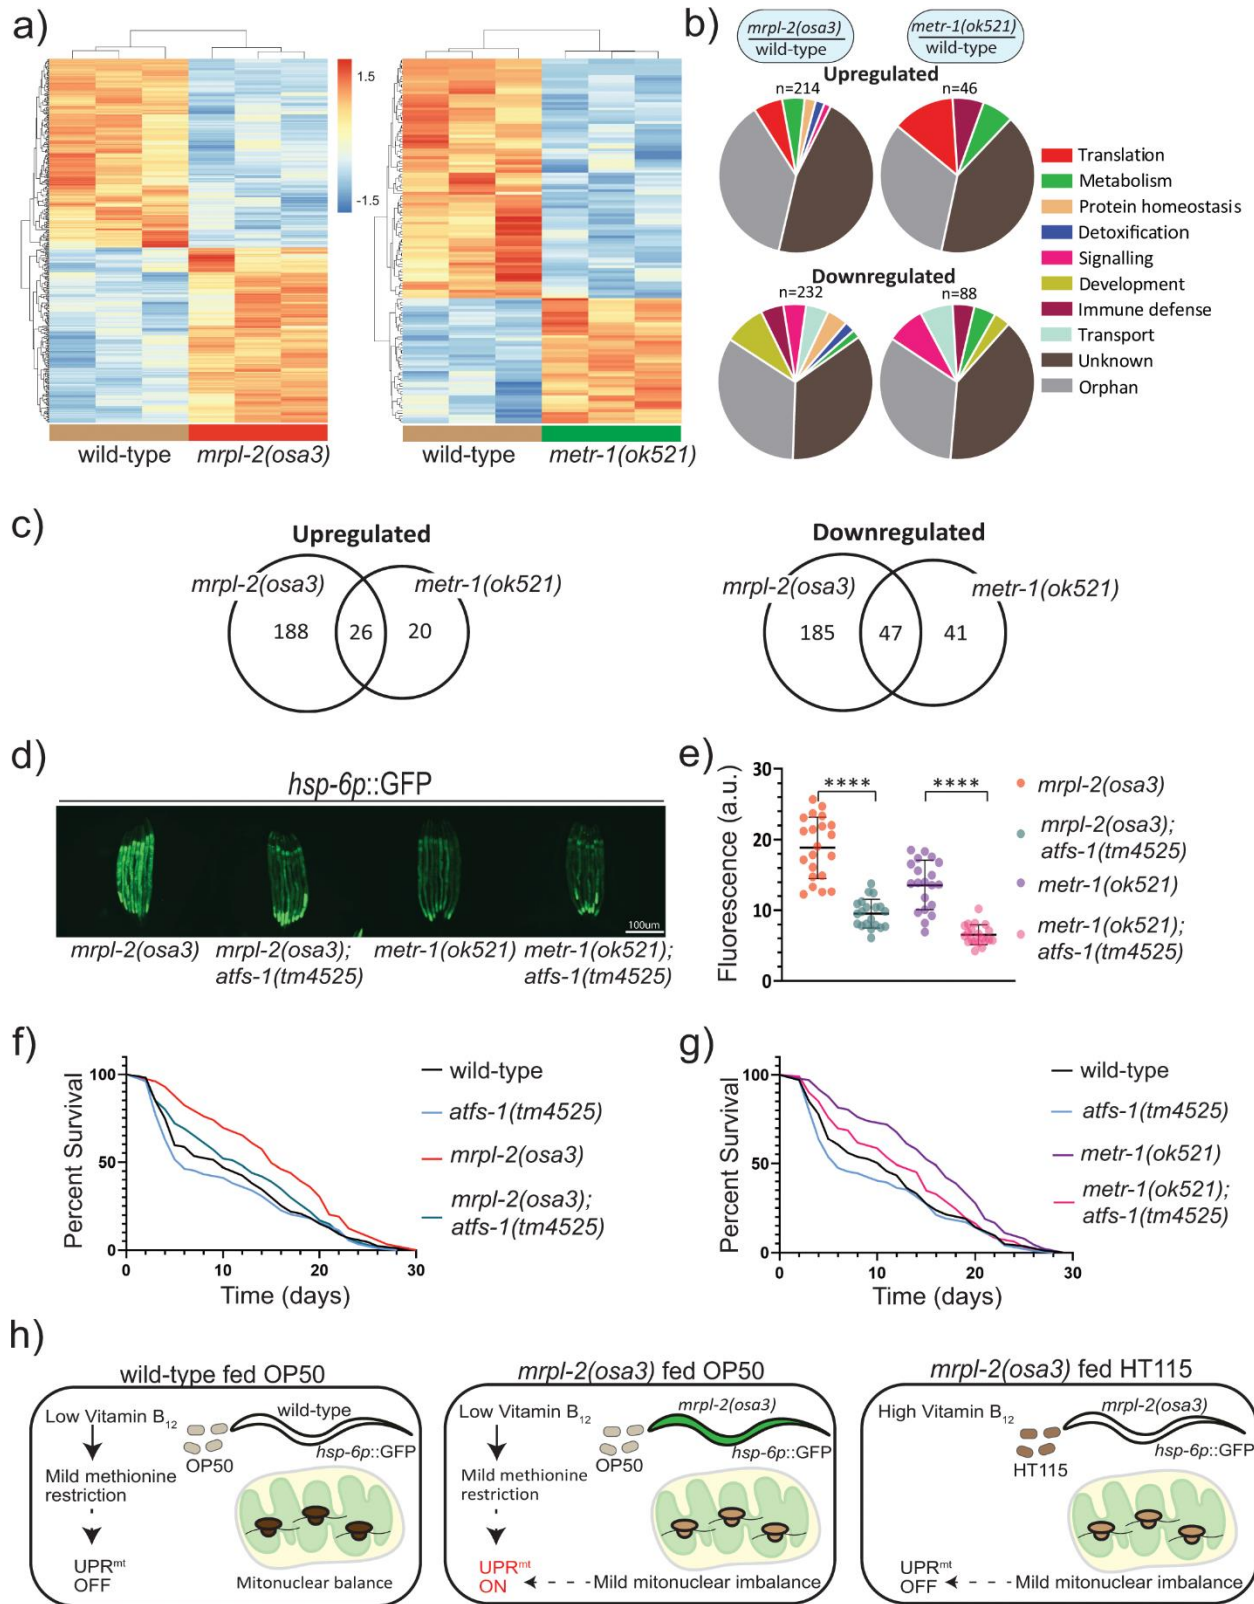 a)
1.5
-1.5
wild-type
mrpl-2(osa3)
wild-type
metr-1(ok521)
b)
mrpl-2(osa3)
wild-type
metr-1(ok521)
wild-type
Upregulated
n=214
n=46
Downregulated
n=232
n=88
Translation
Metabolism
Protein homeostasis
Detoxification
Signalling
Development
Immune defense
Transport
Unknown
Orphan
c)
Upregulated
mrpl-2(osa3)
metr-1(ok521)
188
26
20
Downregulated
mrpl-2(osa3)
metr-1(ok521)
185
47
41
d)
hsp-6p::GFP
100um
mrpl-2(osa3)
mrpl-2(osa3);
atfs-1(tm4525)
metr-1(ok521)
metr-1(ok521);
atfs-1(tm4525)
e)
Fluorescence (a.u.)
30
20
10
0
****
****
mrpl-2(osa3)
mrpl-2(osa3);
atfs-1(tm4525)
metr-1(ok521)
metr-1(ok521);
atfs-1(tm4525)
f)
Percent Survival
100
50
0
0
10
20
30
Time (days)
wild-type
atfs-1(tm4525)
mrpl-2(osa3)
mrpl-2(osa3);
atfs-1(tm4525)
g)
Percent Survival
100
50
0
0
10
20
30
Time (days)
wild-type
atfs-1(tm4525)
metr-1(ok521)
metr-1(ok521);
atfs-1(tm4525)
h)
wild-type fed OP50
Low Vitamin B12
wild-type
OP50
hsp-6p::GFP
Mild methionine
restriction
UPRmt
OFF
Mitonuclear balance
mrpl-2(osa3) fed OP50
Low Vitamin B12
mrpl-2(osa3)
OP50
hsp-6p::GFP
Mild methionine
restriction
UPRmt
ON
Mild mitonuclear imbalance
mrpl-2(osa3) fed HT115
High Vitamin B12
mrpl-2(osa3)
HT115
hsp-6p::GFP
UPRmt
OFF
Mild mitonuclear imbalance